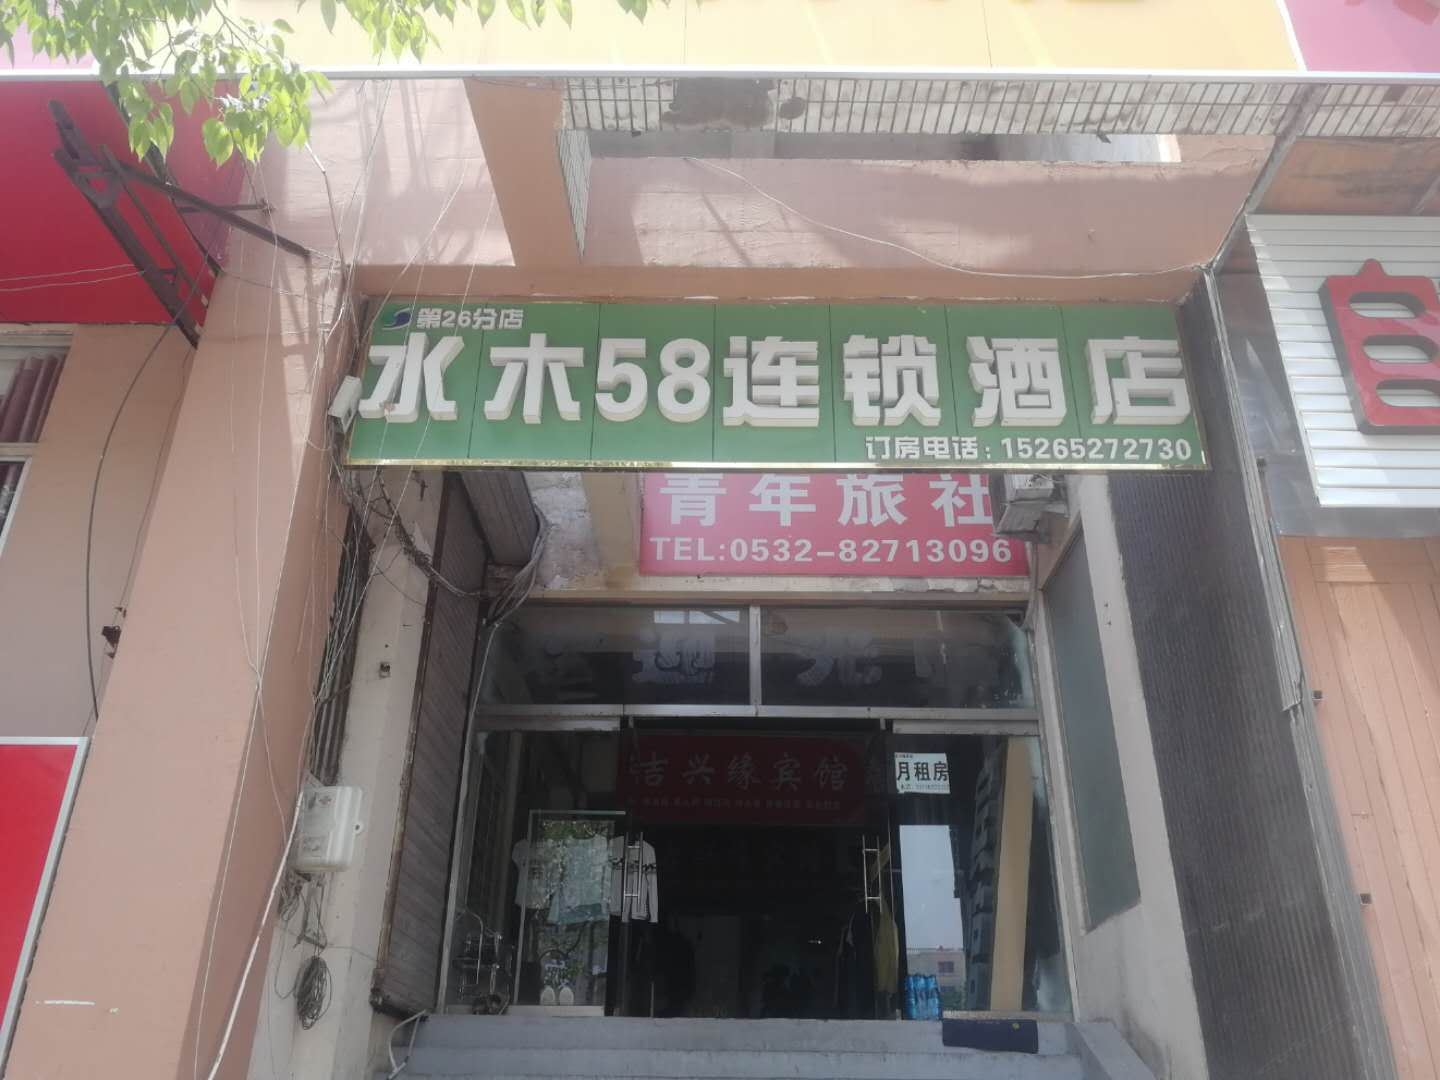 第26分店
水木58连锁酒店
订房电话：15265272730
青年旅社
TEL:0532-82713096
吉兴缘宾馆
月租房